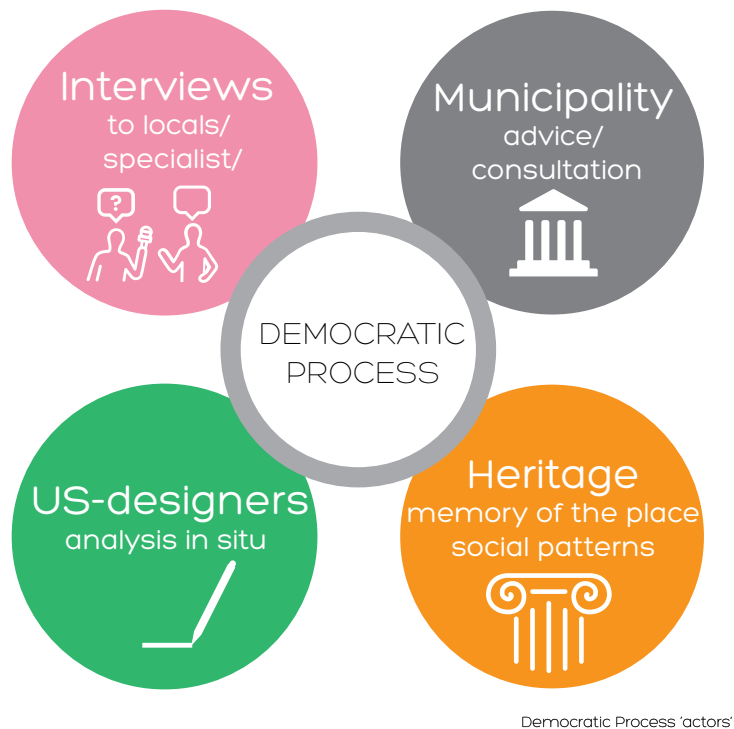 Interviews
to locals/
specialist/
?
Municipality
advice/
consultation
DEMOCRATIC
PROCESS
US-designers
analysis in situ
Heritage
memory of the place
social patterns
Democratic Process 'actors'